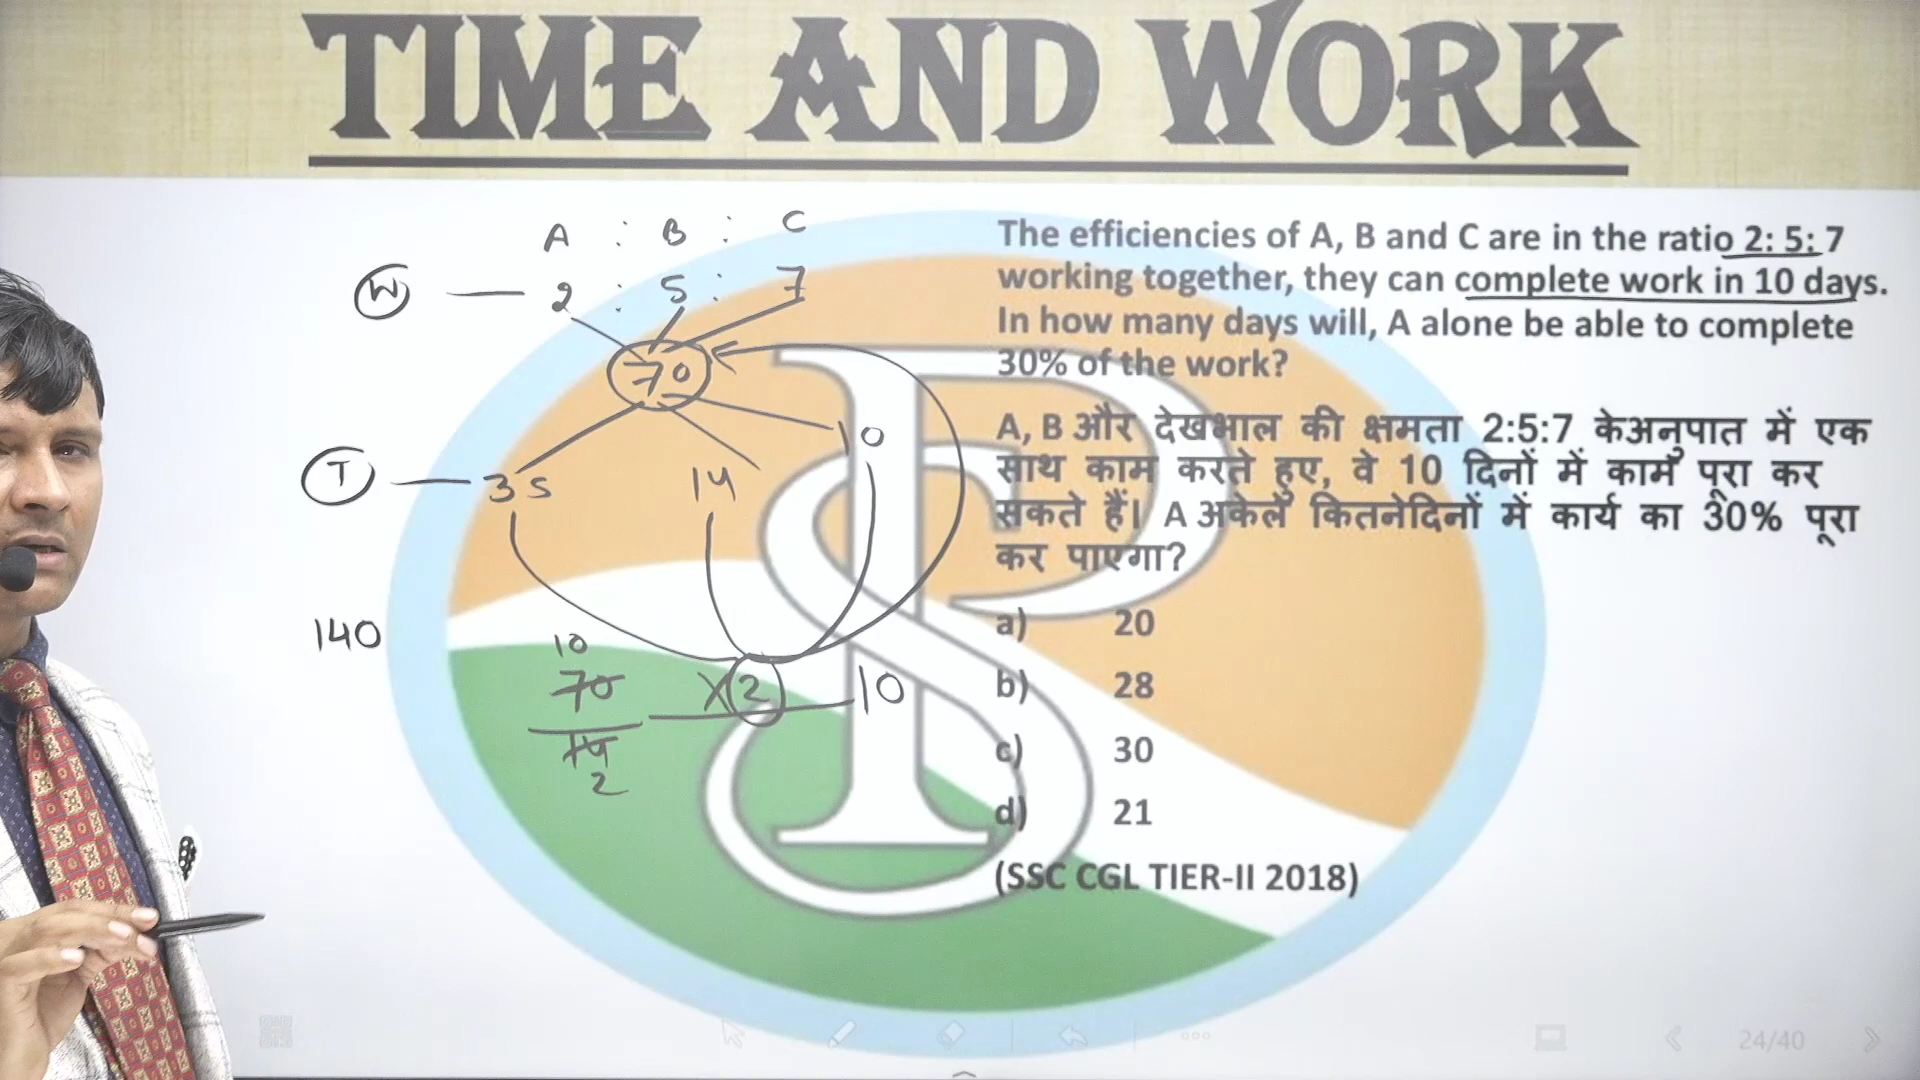 TIME AND WORK
A : B : C
W — 2 : 5 : 7
70
T — 35 14 10
140
10
70 × 2 10
14
2
The efficiencies of A, B and C are in the ratio 2: 5: 7
working together, they can complete work in 10 days.
In how many days will, A alone be able to complete
30% of the work?
A, B और देखभाल की क्षमता 2:5:7 केअनुपात में एक
साथ काम करते हुए, वे 10 दिनों में काम पूरा कर
सकते हैं। A अकेले कितनेदिनों में कार्य का 30% पूरा
कर पाएगा?
a) 20
b) 28
c) 30
d) 21
(SSC CGL TIER-II 2018)
24/40